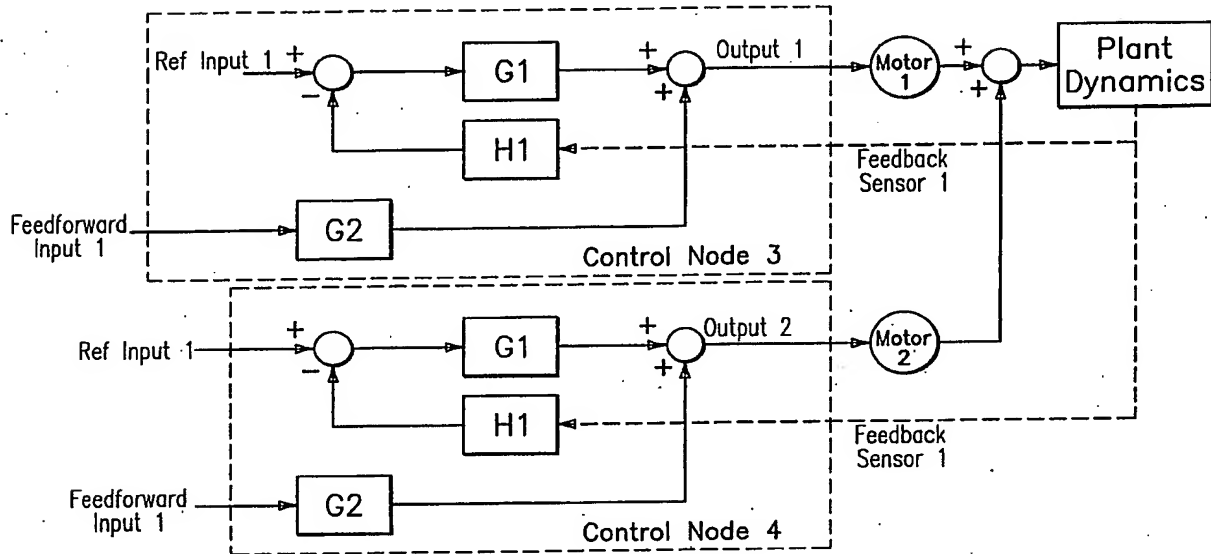 Ref Input 1
+
−
G1
+
+
Output 1
Motor
1
+
+
Plant
Dynamics
H1
Feedback
Sensor 1
Feedforward
Input 1
G2
Control Node 3
Ref Input 1
+
−
G1
+
+
Output 2
Motor
2
H1
Feedback
Sensor 1
Feedforward
Input 1
G2
Control Node 4